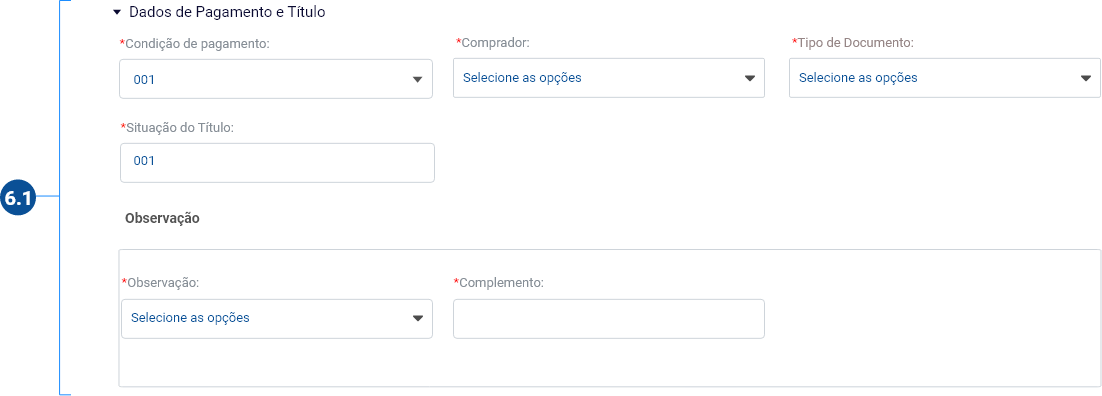 Dados de Pagamento e Título
*Condição de pagamento: *Comprador: *Tipo de Documento:
001 Selecione as opções Selecione as opções
*Situação do Título:
001
6.1
Observação
*Observação: *Complemento:
Selecione as opções